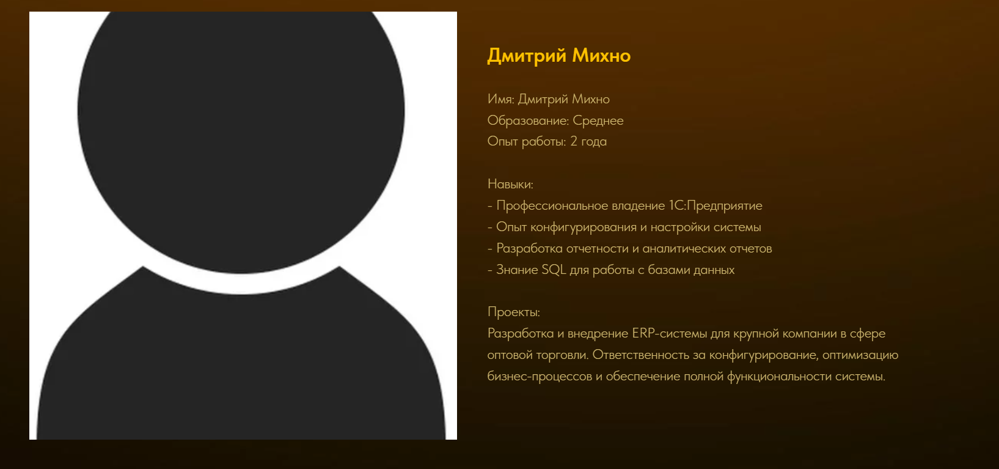 Дмитрий Михно
Имя: Дмитрий Михно
Образование: Среднее
Опыт работы: 2 года
Навыки:
- Профессиональное владение 1С:Предприятие
- Опыт конфигурирования и настройки системы
- Разработка отчетности и аналитических отчетов
- Знание SQL для работы с базами данных
Проекты:
Разработка и внедрение ERP-системы для крупной компании в сфере
оптовой торговли. Ответственность за конфигурирование, оптимизацию
бизнес-процессов и обеспечение полной функциональности системы.